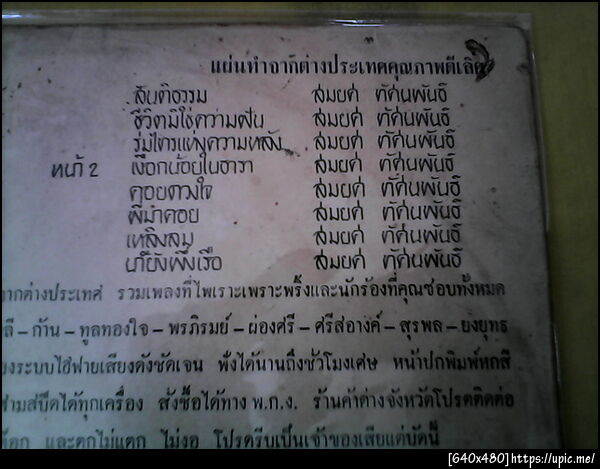 แผ่นทำจากต่างประเทศคุณภาพดีเลิศ
สันติธรรม สมยศ ทัศนพันธ์
ชีวิตมิใช่ความฝัน สมยศ ทัศนพันธ์
ร่มไทรแห่งความหลัง สมยศ ทัศนพันธ์
หน้า 2 เงือกน้อยในธารา สมยศ ทัศนพันธ์
คอยดวงใจ สมยศ ทัศนพันธ์
พี่มาคอย สมยศ ทัศนพันธ์
เหลิงลม สมยศ ทัศนพันธ์
เกยังพึ่งเรือ สมยศ ทัศนพันธ์
จากต่างประเทศ รวมเพลงที่ไพเราะเพราะพริ้งและนักร้องที่คุณชอบทั้งหมด
ลี – ก้าน – ทูลทองใจ – พรภิรมย์ – ผ่องศรี – ศรีสอางค์ – สุรพล – ยงยุทธ
ยงระบบไฮไฟายเสียงดังชัดเจน ฟังได้นานถึงชั่วโมงเศษ หน้าปกพิมพ์หกสี
สามสปีดได้ทุกเครื่อง สั่งซื้อได้ทาง พ.ก.ง. ร้านค้าต่างจังหวัดโปรดติดต่อ
และตกไม่แตก ไม่งอ โปรดรีบเป็นเจ้าของเสียแต่บัดนี้
[640x480]https://upic.me/